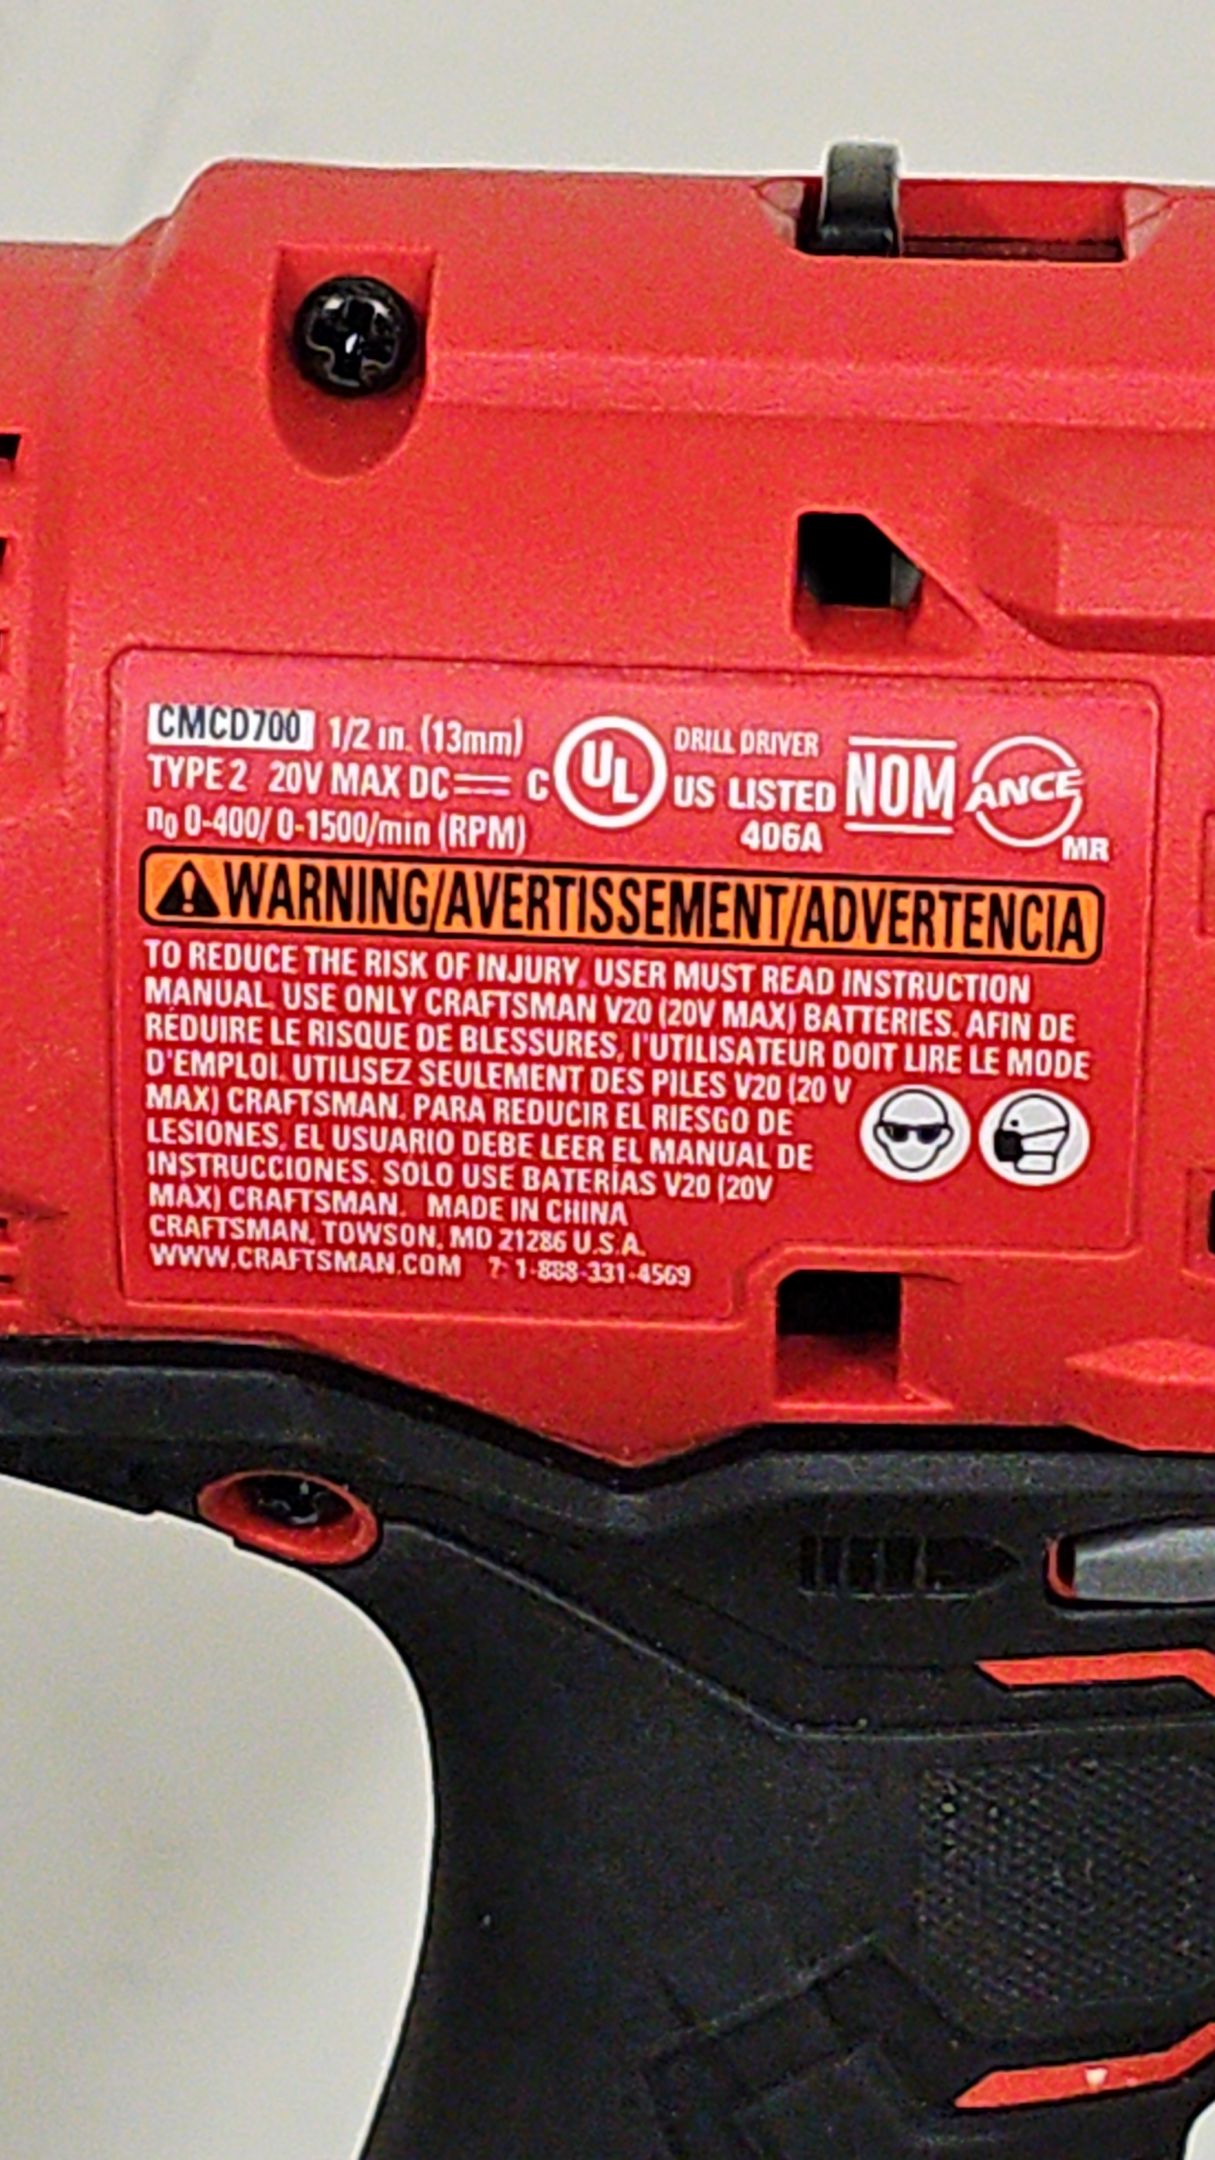 CMCD700 1/2 in. (13mm)
TYPE 2 20V MAX DC
n0 0-400/ 0-1500/min (RPM)
C UL US LISTED
DRILL DRIVER
406A
NOM
ANCE
MR
WARNING/AVERTISSEMENT/ADVERTENCIA
TO REDUCE THE RISK OF INJURY, USER MUST READ INSTRUCTION
MANUAL. USE ONLY CRAFTSMAN V20 (20V MAX) BATTERIES. AFIN DE
RÉDUIRE LE RISQUE DE BLESSURES, l'UTILISATEUR DOIT LIRE LE MODE
D'EMPLOI. UTILISEZ SEULEMENT DES PILES V20 (20 V
MAX) CRAFTSMAN. PARA REDUCIR EL RIESGO DE
LESIONES, EL USUARIO DEBE LEER EL MANUAL DE
INSTRUCCIONES. SOLO USE BATERÍAS V20 (20V
MAX) CRAFTSMAN. MADE IN CHINA
CRAFTSMAN, TOWSON, MD 21286 U.S.A.
WWW.CRAFTSMAN.COM ?: 1-888-331-4569